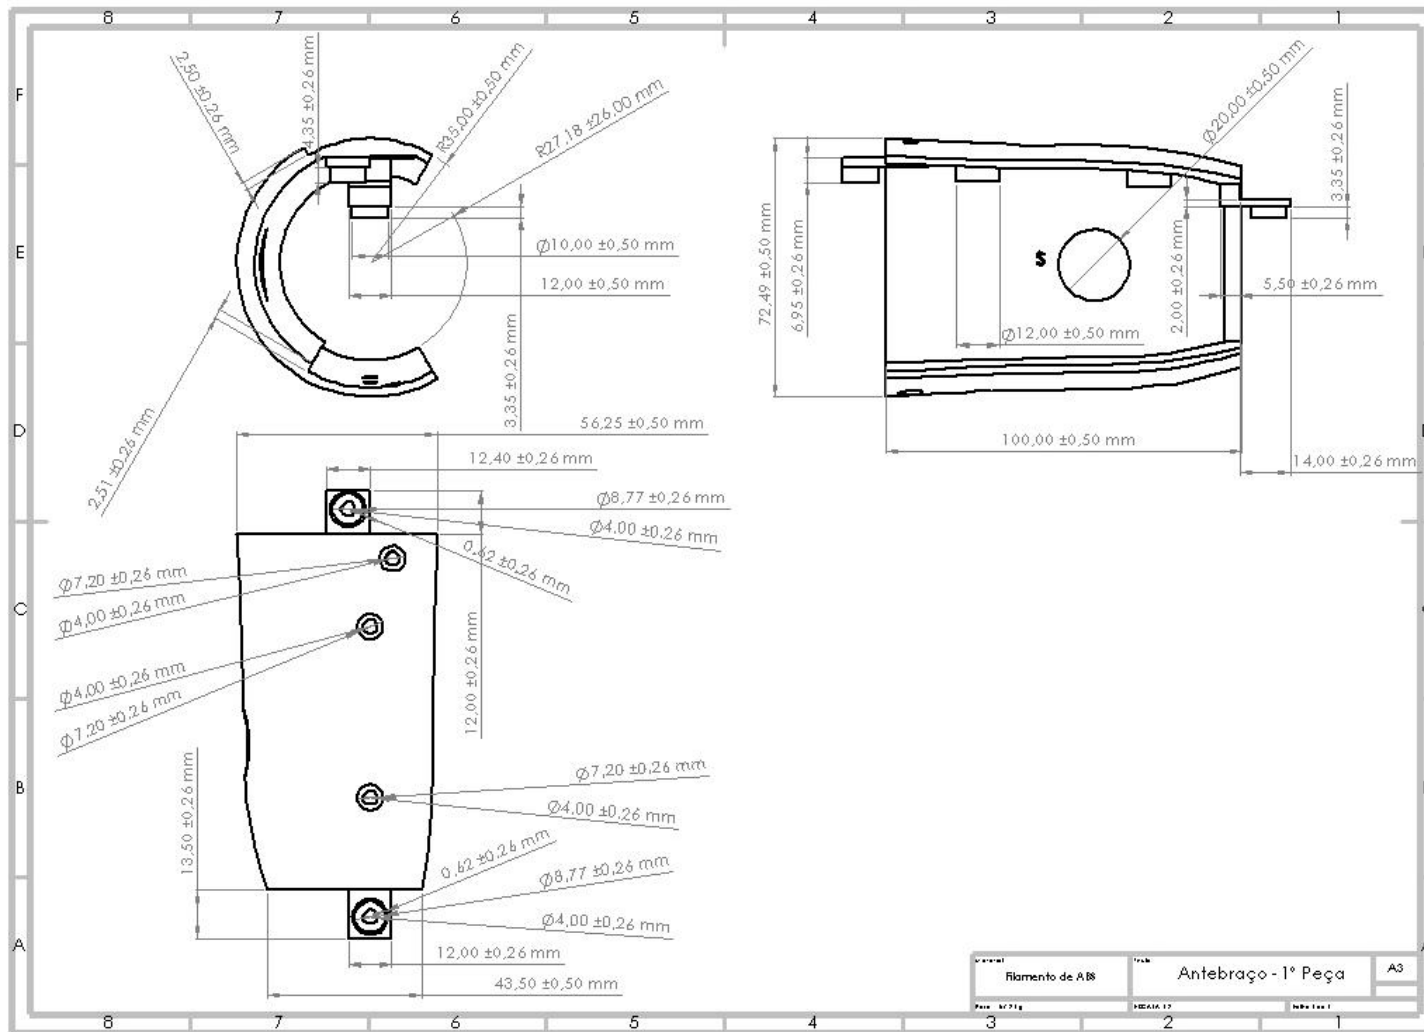 8 7 6 5 4 3 2 1
F
E
D
C
B
A
2,50 ±0,26 mm
4,35 ±0,26 mm
R35,00 ±0,50 mm
R27,18 ±26,00 mm
Ø10,00 ±0,50 mm
12,00 ±0,50 mm
3,35 ±0,26 mm
2,51 ±0,26 mm
Ø20,00 ±0,50 mm
3,35 ±0,26 mm
72,49 ±0,50 mm
6,95 ±0,26 mm
S
2,00 ±0,26 mm
5,50 ±0,26 mm
Ø12,00 ±0,50 mm
100,00 ±0,50 mm
14,00 ±0,26 mm
56,25 ±0,50 mm
12,40 ±0,26 mm
Ø8,77 ±0,26 mm
Ø4,00 ±0,26 mm
0,62 ±0,26 mm
Ø7,20 ±0,26 mm
Ø4,00 ±0,26 mm
Ø4,00 ±0,26 mm
Ø7,20 ±0,26 mm
12,00 ±0,26 mm
13,50 ±0,26 mm
Ø7,20 ±0,26 mm
Ø4,00 ±0,26 mm
0,62 ±0,26 mm
Ø8,77 ±0,26 mm
Ø4,00 ±0,26 mm
12,00 ±0,26 mm
43,50 ±0,50 mm
Filamento de ABS
Antebraço - 1ª Peça
A3
8 7 6 5 4 3 2 1